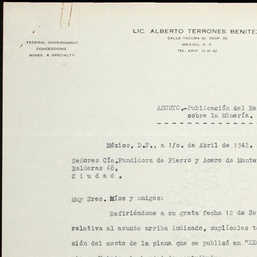 LIC. ALBERTO TERRONES BENITEZ
CALLE TACUBA 32, DESP. 25
MEXICO, D. F.
FEDERAL GOVERNMENT
CONCESSIONS
MINES A SPECIALTY.
ASUNTO.-Publicación del Re
sobre la Minería.
México, D.F., a 1/o. de Abril de 1942.
Señores Cía. Fundidora de Fierro y Acero de Monte
Balderas 68,
C i u d a d .
Muy Sres. Míos y amigos:
Refiriéndome a su grata fecha 12 de Se
relativa al asunto arriba indicado, suplícoles t
ción del costo de la plana que se publicó en